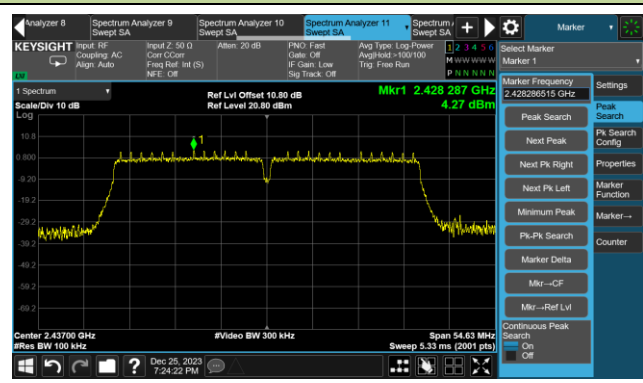 Analyzer 8
Spectrum Analyzer 9
Swept SA
Spectrum Analyzer 10
Swept SA
Spectrum Analyzer 11
Swept SA
Spectrum
Swept SA
Marker
KEYSIGHT
Input: RF
Coupling: AC
Align: Auto
Input Z: 50 Ω
Corr CCorr
Freq Ref: Int (S)
NFE: Off
Atten: 20 dB
PNO: Fast
Gate: Off
IF Gain: Low
Sig Track: Off
Avg Type: Log-Power
Avg|Hold:>100/100
Trig: Free Run
1 2 3 4 5 6
M W W W W W
P N N N N N
LV
Select Marker
Marker 1
1 Spectrum
Scale/Div 10 dB
Log
Ref Lvl Offset 10.80 dB
Ref Level 20.80 dBm
Mkr1 2.428 287 GHz
4.27 dBm
10.8
0.800
-9.20
-19.2
-29.2
-39.2
-49.2
-59.2
-69.2
1
Center 2.43700 GHz
#Res BW 100 kHz
#Video BW 300 kHz
Span 54.63 MHz
Sweep 5.33 ms (2001 pts)
Marker Frequency
2.428286515 GHz
Peak Search
Next Peak
Next Pk Right
Next Pk Left
Minimum Peak
Pk-Pk Search
Marker Delta
Mkr→CF
Mkr→Ref Lvl
Continuous Peak
Search
On
Off
Settings
Peak
Search
Pk Search
Config
Properties
Marker
Function
Marker→
Counter
?
Dec 25, 2023
7:24:22 PM